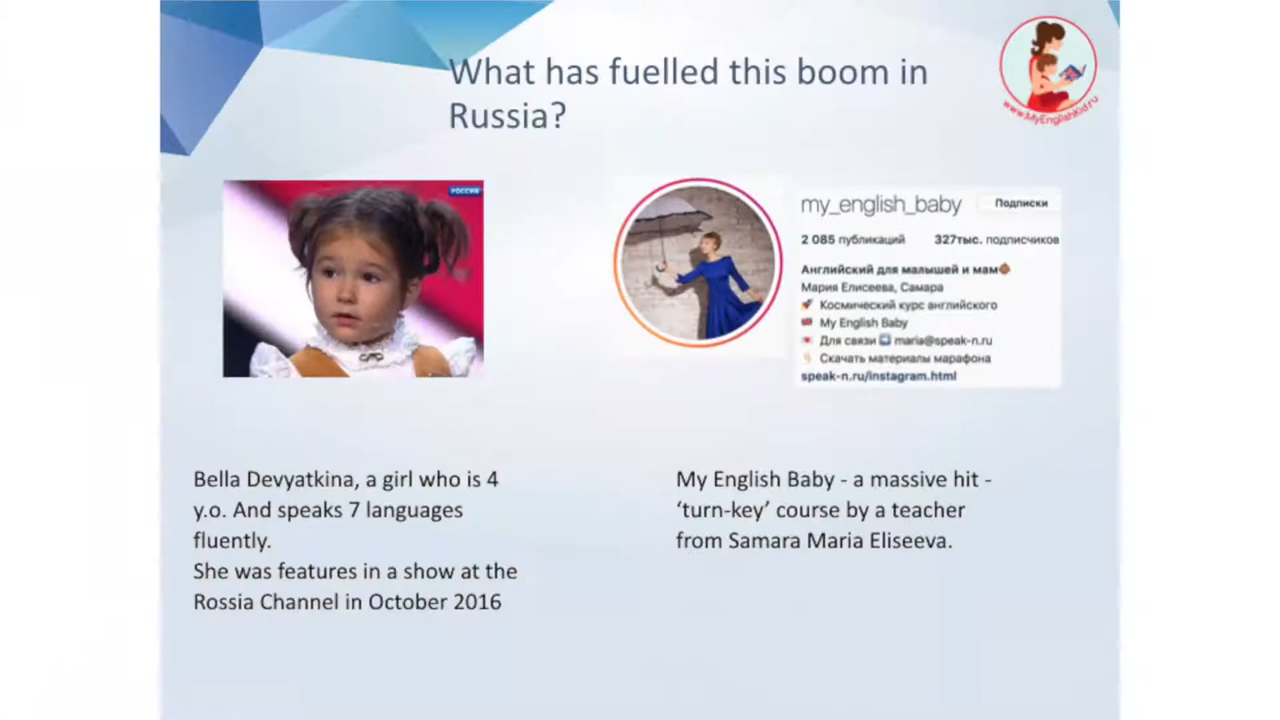 What has fuelled this boom in
Russia?
www.MyEnglishKid.ru
РОССИЯ
my_english_baby Подписки
2 085 публикаций 327тыс. подписчиков
Английский для малышей и мам
Мария Елисеева, Самара
Космический курс английского
My English Baby
Для связи maria@speak-n.ru
Скачать материалы марафона
speak-n.ru/instagram.html
Bella Devyatkina, a girl who is 4
y.o. And speaks 7 languages
fluently.
She was features in a show at the
Rossia Channel in October 2016
My English Baby - a massive hit -
‘turn-key’ course by a teacher
from Samara Maria Eliseeva.